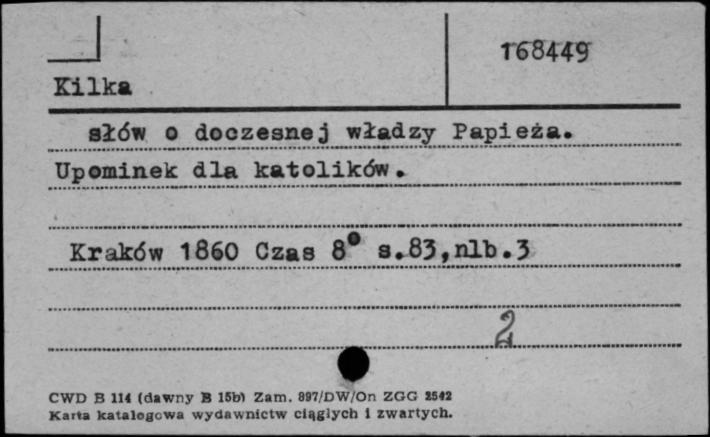 168449
Kilka
słów o doczesnej władzy Papieża.
Upominek dla katolików.
Kraków 1860 Czas 8° s.83,nlb.3
2
CWD B 114 (dawny B 15b) Zam. 897/DW/On ZGG 2542
Karta katalogowa wydawnictw ciągłych i zwartych.